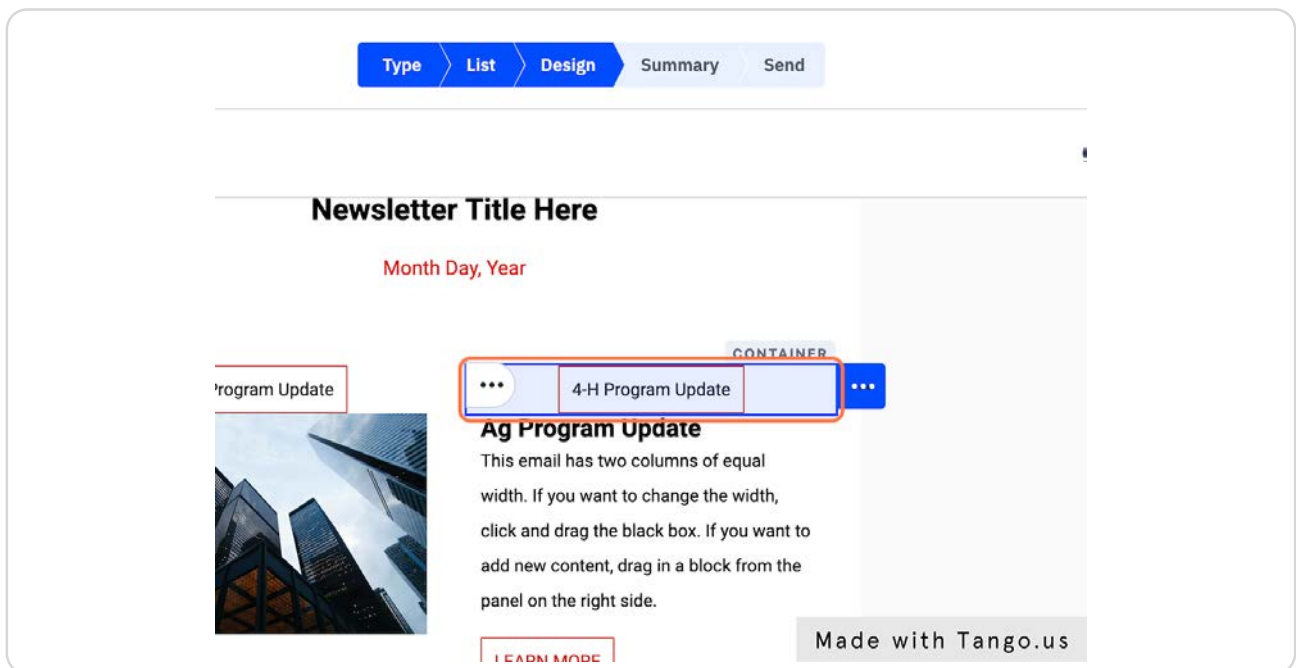 Type List Design Summary Send
Newsletter Title Here
Month Day, Year
CONTAINER
Program Update
4-H Program Update
Ag Program Update
This email has two columns of equal
width. If you want to change the width,
click and drag the black box. If you want to
add new content, drag in a block from the
panel on the right side.
LEARN MORE
Made with Tango.us